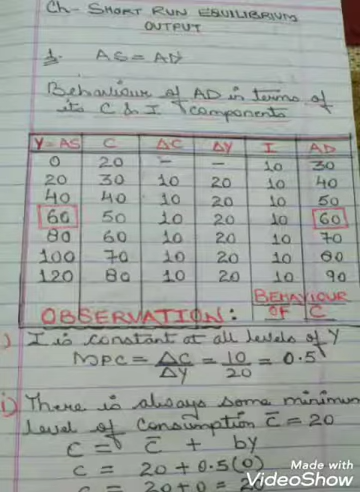 Ch- SHORT RUN EQUILIBRIUM
OUTPUT
1. AS = AD
Behaviour of AD in terms of
its C & I components
Y=AS C ΔC ΔY I AD
0 20 - - 10 30
20 30 10 20 10 40
40 40 10 20 10 50
60 50 10 20 10 60
80 60 10 20 10 70
100 70 10 20 10 80
120 80 10 20 10 90
OBSERVATION: BEHAVIOUR OF C
) I is constant at all levels of Y
MPC = ΔC/ΔY = 10/20 = 0.5
i) There is always some minimum
level of consumption C̄ = 20
C = C̄ + by
C = 20 + 0.5(0)
C = 20 + 0 = 20
Made with
VideoShow